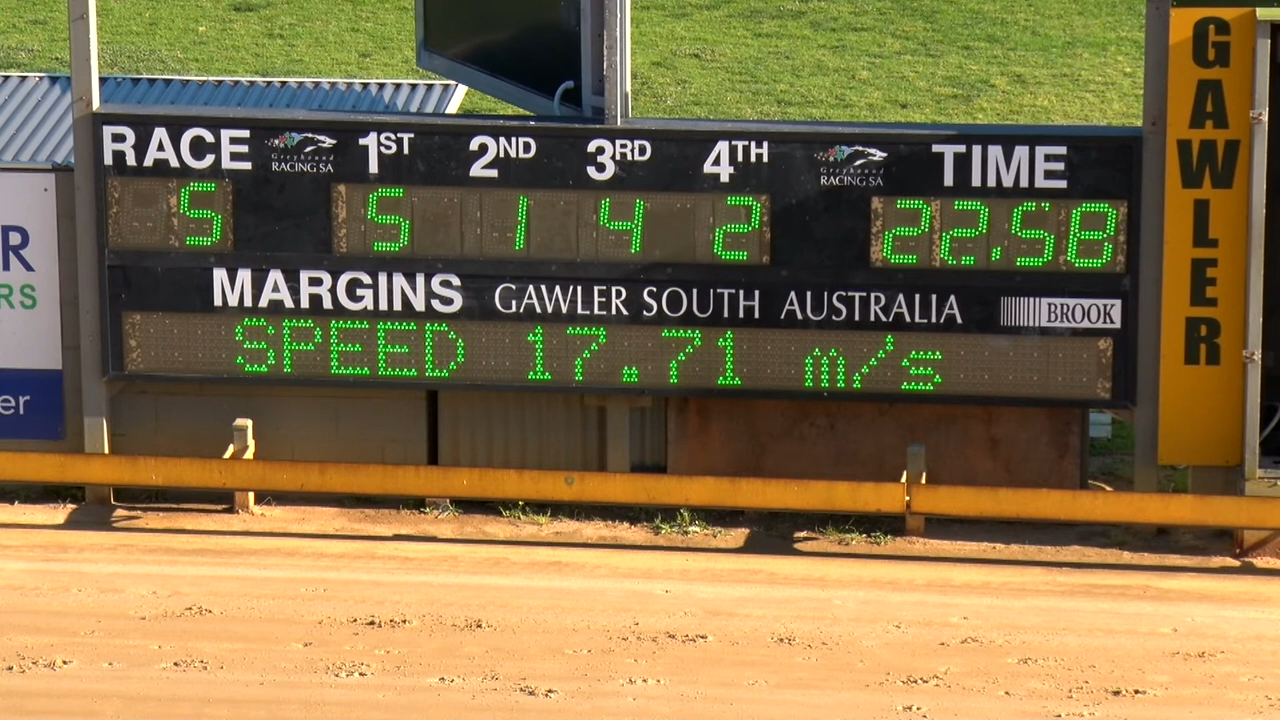 RACE Greyhound RACING SA 1ST 2ND 3RD 4TH Greyhound RACING SA TIME
5 5 1 4 2 22.58
MARGINS GAWLER SOUTH AUSTRALIA BROOK
SPEED 17.71 m/s
GAWLER
R
RS
er